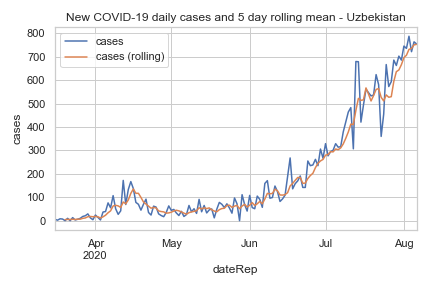 New COVID-19 daily cases and 5 day rolling mean - Uzbekistan
cases
cases (rolling)
800
700
600
500
400
300
200
100
0
cases
Apr
2020
May
Jun
Jul
Aug
dateRep